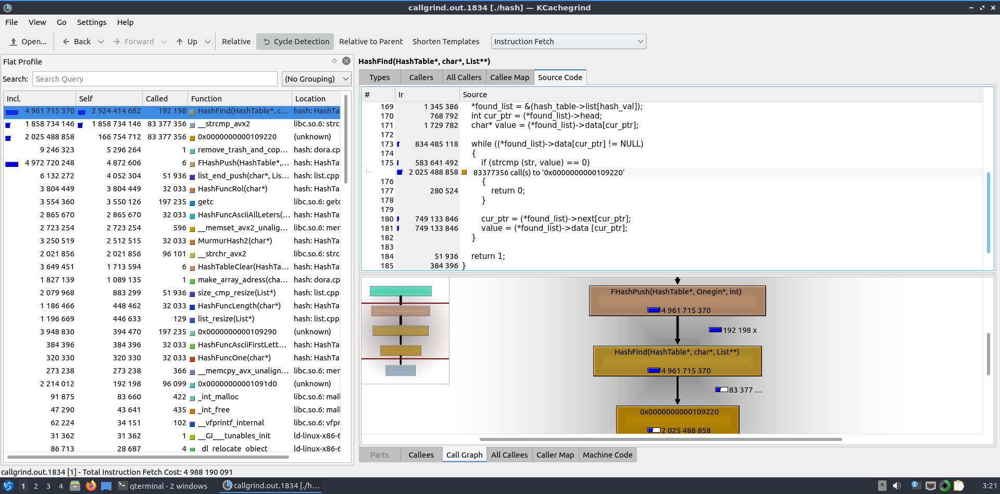 callgrind.out.1834 [./hash] — KCachegrind
File View Go Settings Help
Open... Back Forward Up Relative Cycle Detection Relative to Parent Shorten Templates Instruction Fetch
Flat Profile
Search: Search Query (No Grouping)
Incl. Self Called Function Location
4 961 715 370 2 924 414 682 192 198 HashFind(HashTable*, c... hash: HashTa
1 858 734 146 1 858 734 146 83 377 356 __strcmp_avx2 libc.so.6: strc
2 025 488 858 166 754 712 83 377 356 0x0000000000109220 (unknown)
9 246 323 5 296 264 1 remove_trash_and_cop... hash: dora.cp
4 972 720 248 4 872 606 6 FHashPush(HashTable*,... hash: HashTa
6 132 272 4 052 304 51 936 list_end_push(char*, Lis... hash: list.cpp
3 804 449 3 804 449 32 033 HashFuncRol(char*) hash: HashTa
3 554 360 3 550 126 197 235 getc libc.so.6: getc
2 865 670 2 865 670 32 033 HashFuncAsciiAllLeters(... hash: HashTa
2 723 254 2 723 254 596 __memset_avx2_unalig... libc.so.6: mem
3 250 519 2 512 515 32 033 MurmurHash2(char*) hash: HashTa
2 021 856 2 021 856 96 101 __strchr_avx2 libc.so.6: strc
3 649 451 1 713 594 6 HashTableClear(HashTa... hash: HashTa
1 827 139 1 089 135 1 make_array_adress(cha... hash: dora.cp
2 079 968 883 299 51 936 size_cmp_resize(List*) hash: list.cpp
1 186 466 448 462 32 033 HashFuncLength(char*) hash: HashTa
1 196 669 446 633 129 list_resize(List*) hash: list.cpp
3 948 830 394 470 197 235 0x0000000000109290 (unknown)
384 396 384 396 32 033 HashFuncAsciiFirstLett... hash: HashTa
320 330 320 330 32 033 HashFuncOne(char*) hash: HashTa
273 238 273 238 366 __memcpy_avx_unalign... libc.so.6: mem
2 214 012 192 198 96 099 0x00000000001091d0 (unknown)
91 875 83 660 422 _int_malloc libc.so.6: mall
47 290 43 641 435 _int_free libc.so.6: mall
62 224 34 151 102 __vfprintf_internal libc.so.6: vfpr
31 362 31 362 1 __GI___tunables_init ld-linux-x86-6
86 713 28 687 4 _dl_relocate_object ld-linux-x86-6
HashFind(HashTable*, char*, List**)
Types Callers All Callers Callee Map Source Code
# Ir Source
169 1 345 386 *found_list = &(hash_table->list[hash_val]);
170 768 792 int cur_ptr = (*found_list)->head;
171 1 729 782 char* value = (*found_list)->data[cur_ptr];
172
173 834 485 118 while ((*found_list)->data[cur_ptr] != NULL)
174 {
175 583 641 492 if (strcmp (str, value) == 0)
2 025 488 858 83377356 call(s) to '0x0000000000109220'
176 {
177 280 524 return 0;
178 }
179
180 749 133 846 cur_ptr = (*found_list)->next[cur_ptr];
181 749 133 846 value = (*found_list)->data [cur_ptr];
182 }
183
184 51 936 return 1;
185 384 396 }
FHashPush(HashTable*, Onegin*, int)
4 961 715 370
192 198 x
HashFind(HashTable*, char*, List**)
4 961 715 370
83 377 ...
0x0000000000109220
2 025 488 858
Parts Callees Call Graph All Callees Caller Map Machine Code
callgrind.out.1834 [1] - Total Instruction Fetch Cost: 4 988 190 091
1 2 3 4 qterminal - 2 windows callgrind.out.1834 [./h... 3:21